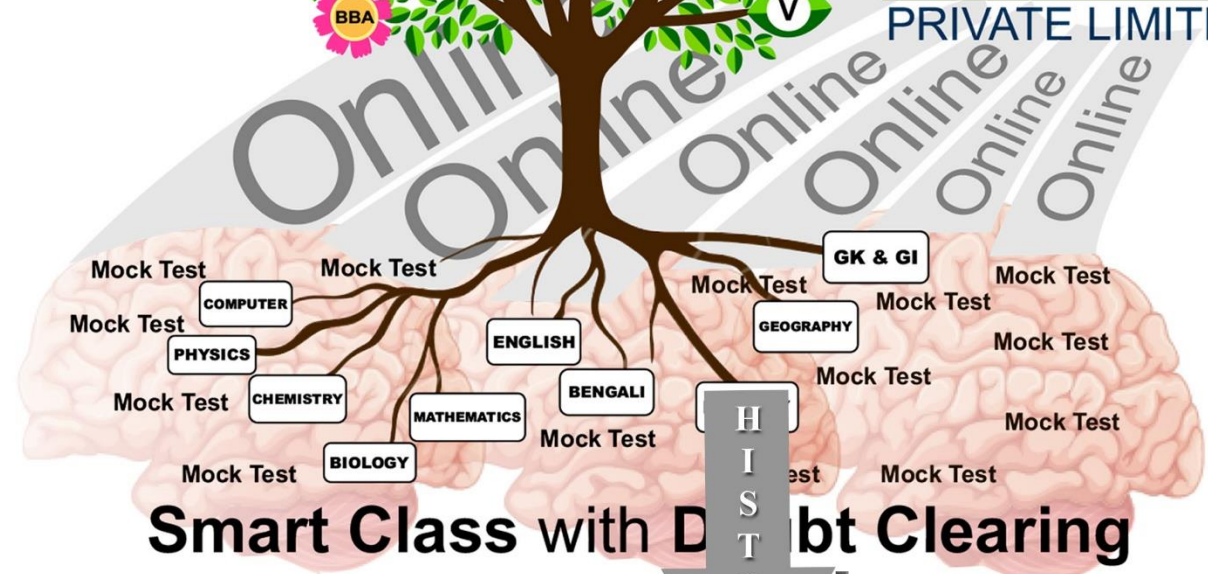 BBA
V
PRIVATE LIMIT
Online
Online
Online
Online
Online
GK & GI
Mock Test
Mock Test
Mock Test
Mock Test
Mock Test
COMPUTER
Mock Test
GEOGRAPHY
ENGLISH
Mock Test
PHYSICS
Mock Test
BENGALI
CHEMISTRY
Mock Test
MATHEMATICS
Mock Test
Mock Test
BIOLOGY
Mock Test
Mock Test
H
I
S
T
Smart Class with Clearing